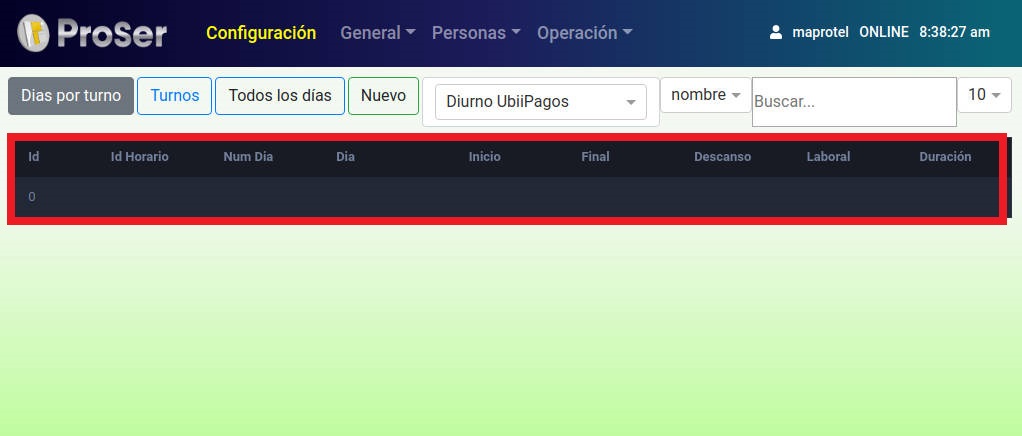 ProSer Configuración General Personas Operación maprotel ONLINE 8:38:27 am
Dias por turno Turnos Todos los días Nuevo Diurno UbiiPagos nombre Buscar... 10
Id Id Horario Num Día Dia Inicio Final Descanso Laboral Duración
0